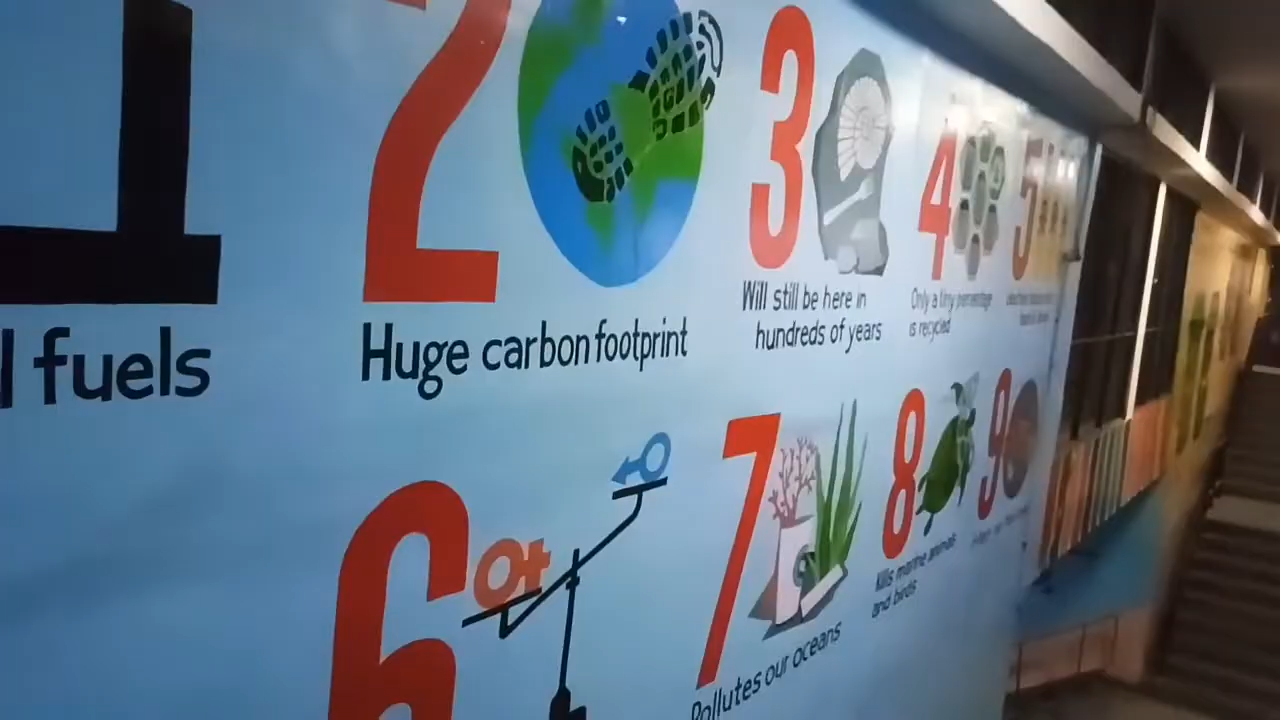 1
l fuels
2
Huge carbon footprint
3
Will still be here in
hundreds of years
4
Only a tiny percentage
is recycled
5
6
7
Pollutes our oceans
8
Kills marine animals
and birds
9